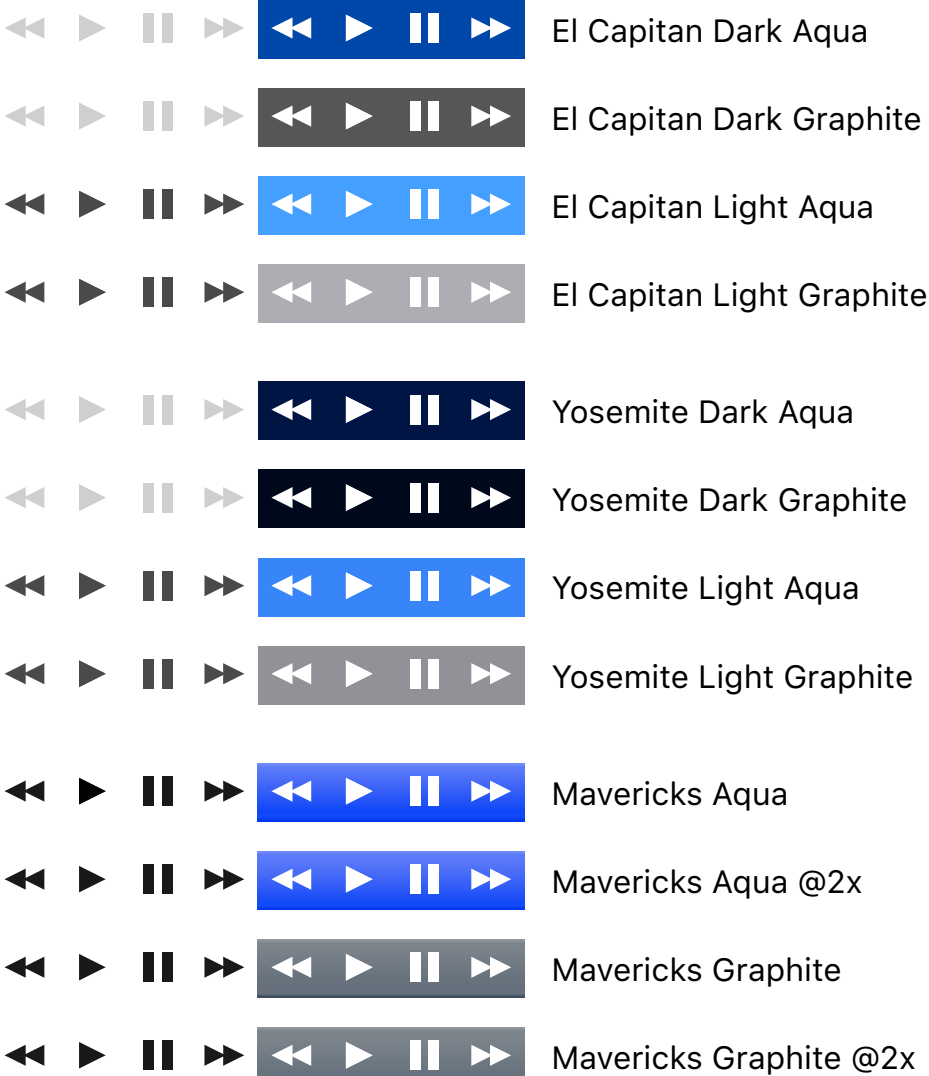 El Capitan Dark Aqua
El Capitan Dark Graphite
El Capitan Light Aqua
El Capitan Light Graphite
Yosemite Dark Aqua
Yosemite Dark Graphite
Yosemite Light Aqua
Yosemite Light Graphite
Mavericks Aqua
Mavericks Aqua @2x
Mavericks Graphite
Mavericks Graphite @2x